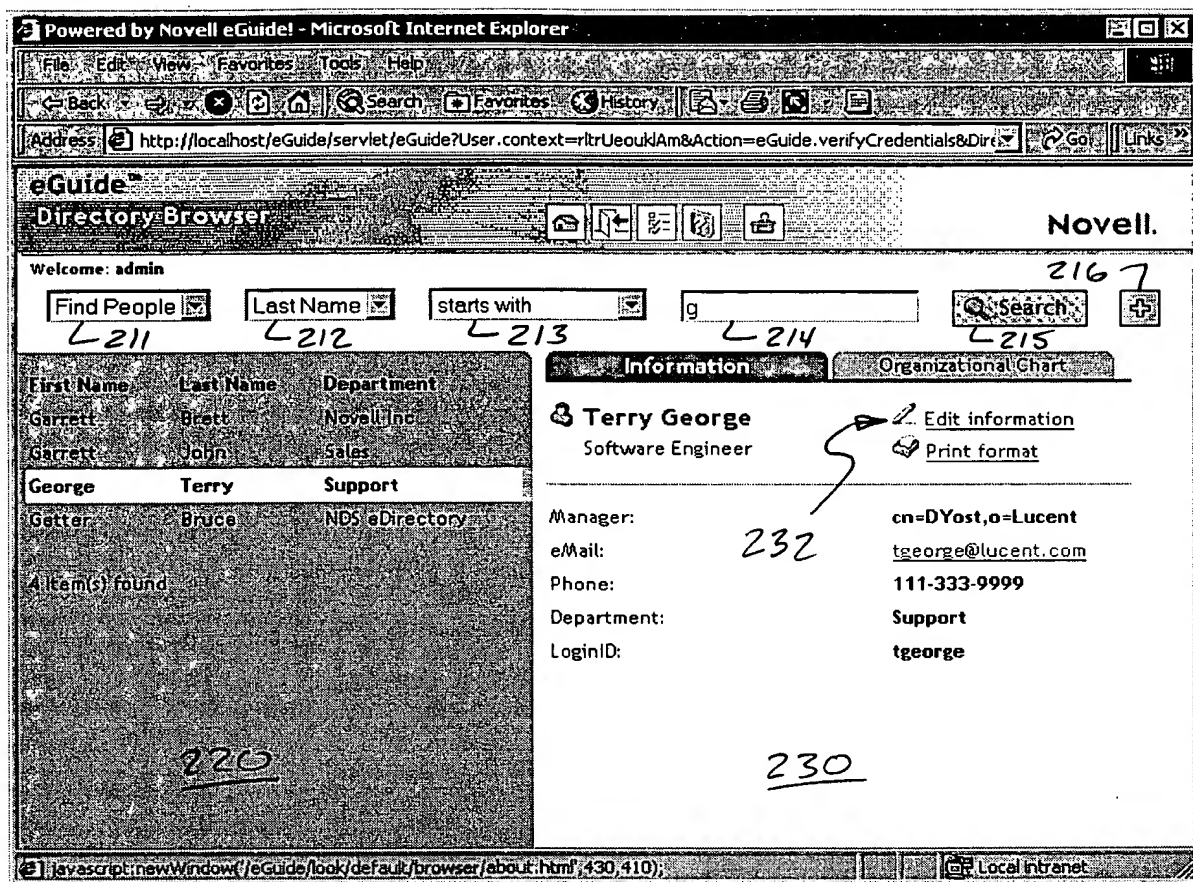 Powered by Novell eGuide! - Microsoft Internet Explorer
File Edit View Favorites Tools Help
Back Search Favorites History
Address http://localhost/eGuide/servlet/eGuide?User.context=rltrUeouklAm&Action=eGuide.verifyCredentials&Dire Go Links »
eGuide™
Directory Browser
Novell.
Welcome: admin
216
Find People Last Name starts with g Search
211 212 213 214 215
Information Organizational Chart
First Name Last Name Department
Garrett Brett Novell Inc
Garrett John Sales
George Terry Support
Getter Bruce NDS eDirectory
4 item(s) found
220
Terry George
Software Engineer
Edit information
Print format
232
Manager: cn=DYost,o=Lucent
eMail: tgeorge@lucent.com
Phone: 111-333-9999
Department: Support
LoginID: tgeorge
230
javascript:newWindow('/eGuide/look/default/browser/about.html',430,410); Local intranet